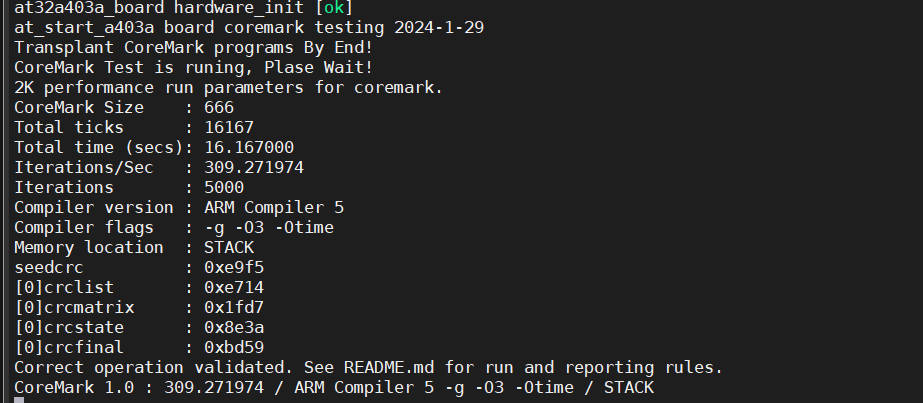 at32a403a_board hardware_init [ok]
at_start_a403a board coremark testing 2024-1-29
Transplant CoreMark programs By End!
CoreMark Test is runing, Plase Wait!
2K performance run parameters for coremark.
CoreMark Size    : 666
Total ticks      : 16167
Total time (secs): 16.167000
Iterations/Sec   : 309.271974
Iterations       : 5000
Compiler version : ARM Compiler 5
Compiler flags   : -g -O3 -Otime
Memory location  : STACK
seedcrc          : 0xe9f5
[0]crclist       : 0xe714
[0]crcmatrix     : 0x1fd7
[0]crcstate      : 0x8e3a
[0]crcfinal      : 0xbd59
Correct operation validated. See README.md for run and reporting rules.
CoreMark 1.0 : 309.271974 / ARM Compiler 5 -g -O3 -Otime / STACK